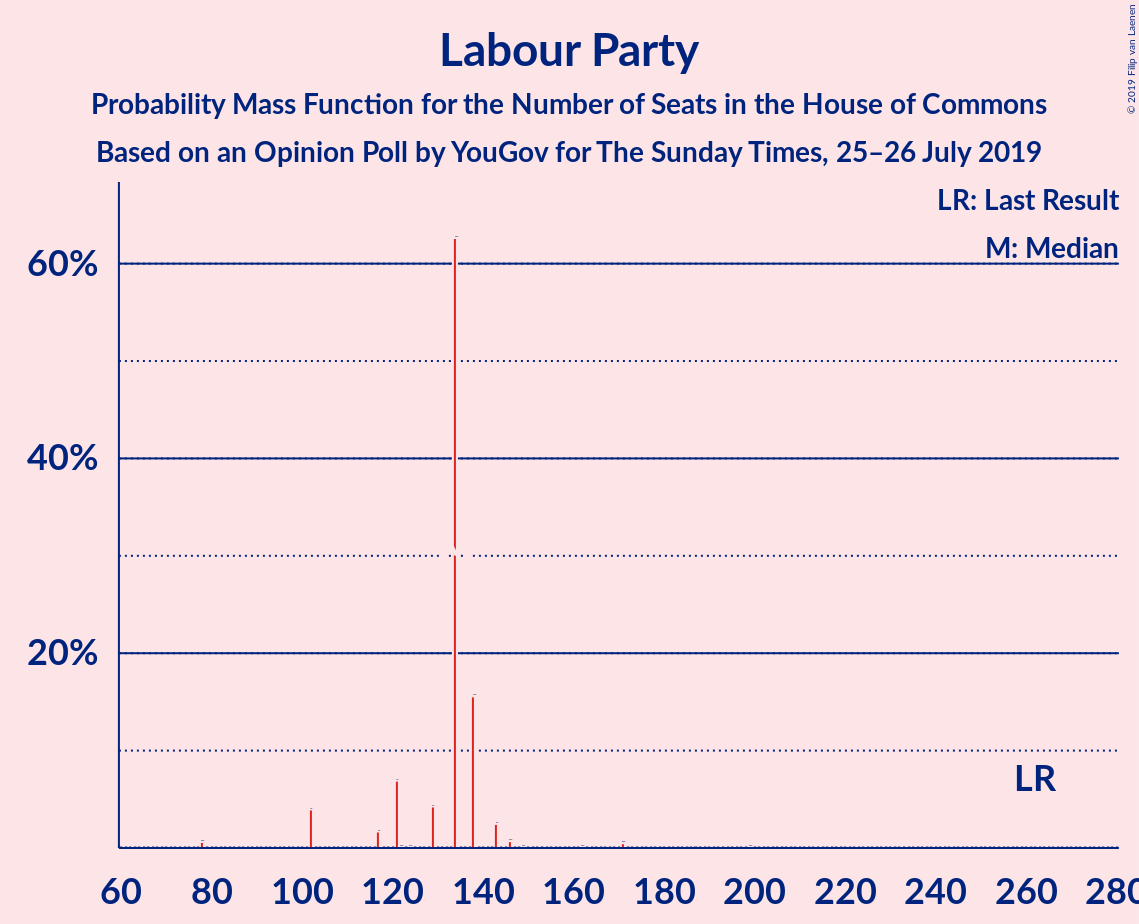 Labour Party
Probability Mass Function for the Number of Seats in the House of Commons
Based on an Opinion Poll by YouGov for The Sunday Times, 25–26 July 2019
© 2019 Filip van Laenen
LR: Last Result
M: Median
60%
40%
20%
LR
60 80 100 120 140 160 180 200 220 240 260 280